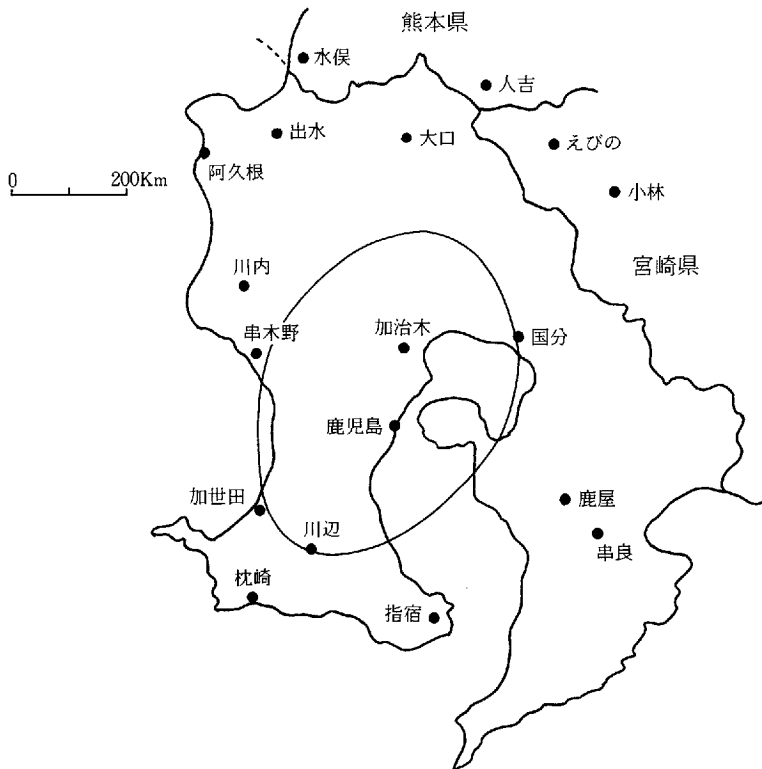 熊本県
水俣
人吉
出水
大口
えびの
阿久根
0 200Km
小林
川内
宮崎県
串木野
加治木
国分
鹿児島
加世田
鹿屋
川辺
串良
枕崎
指宿